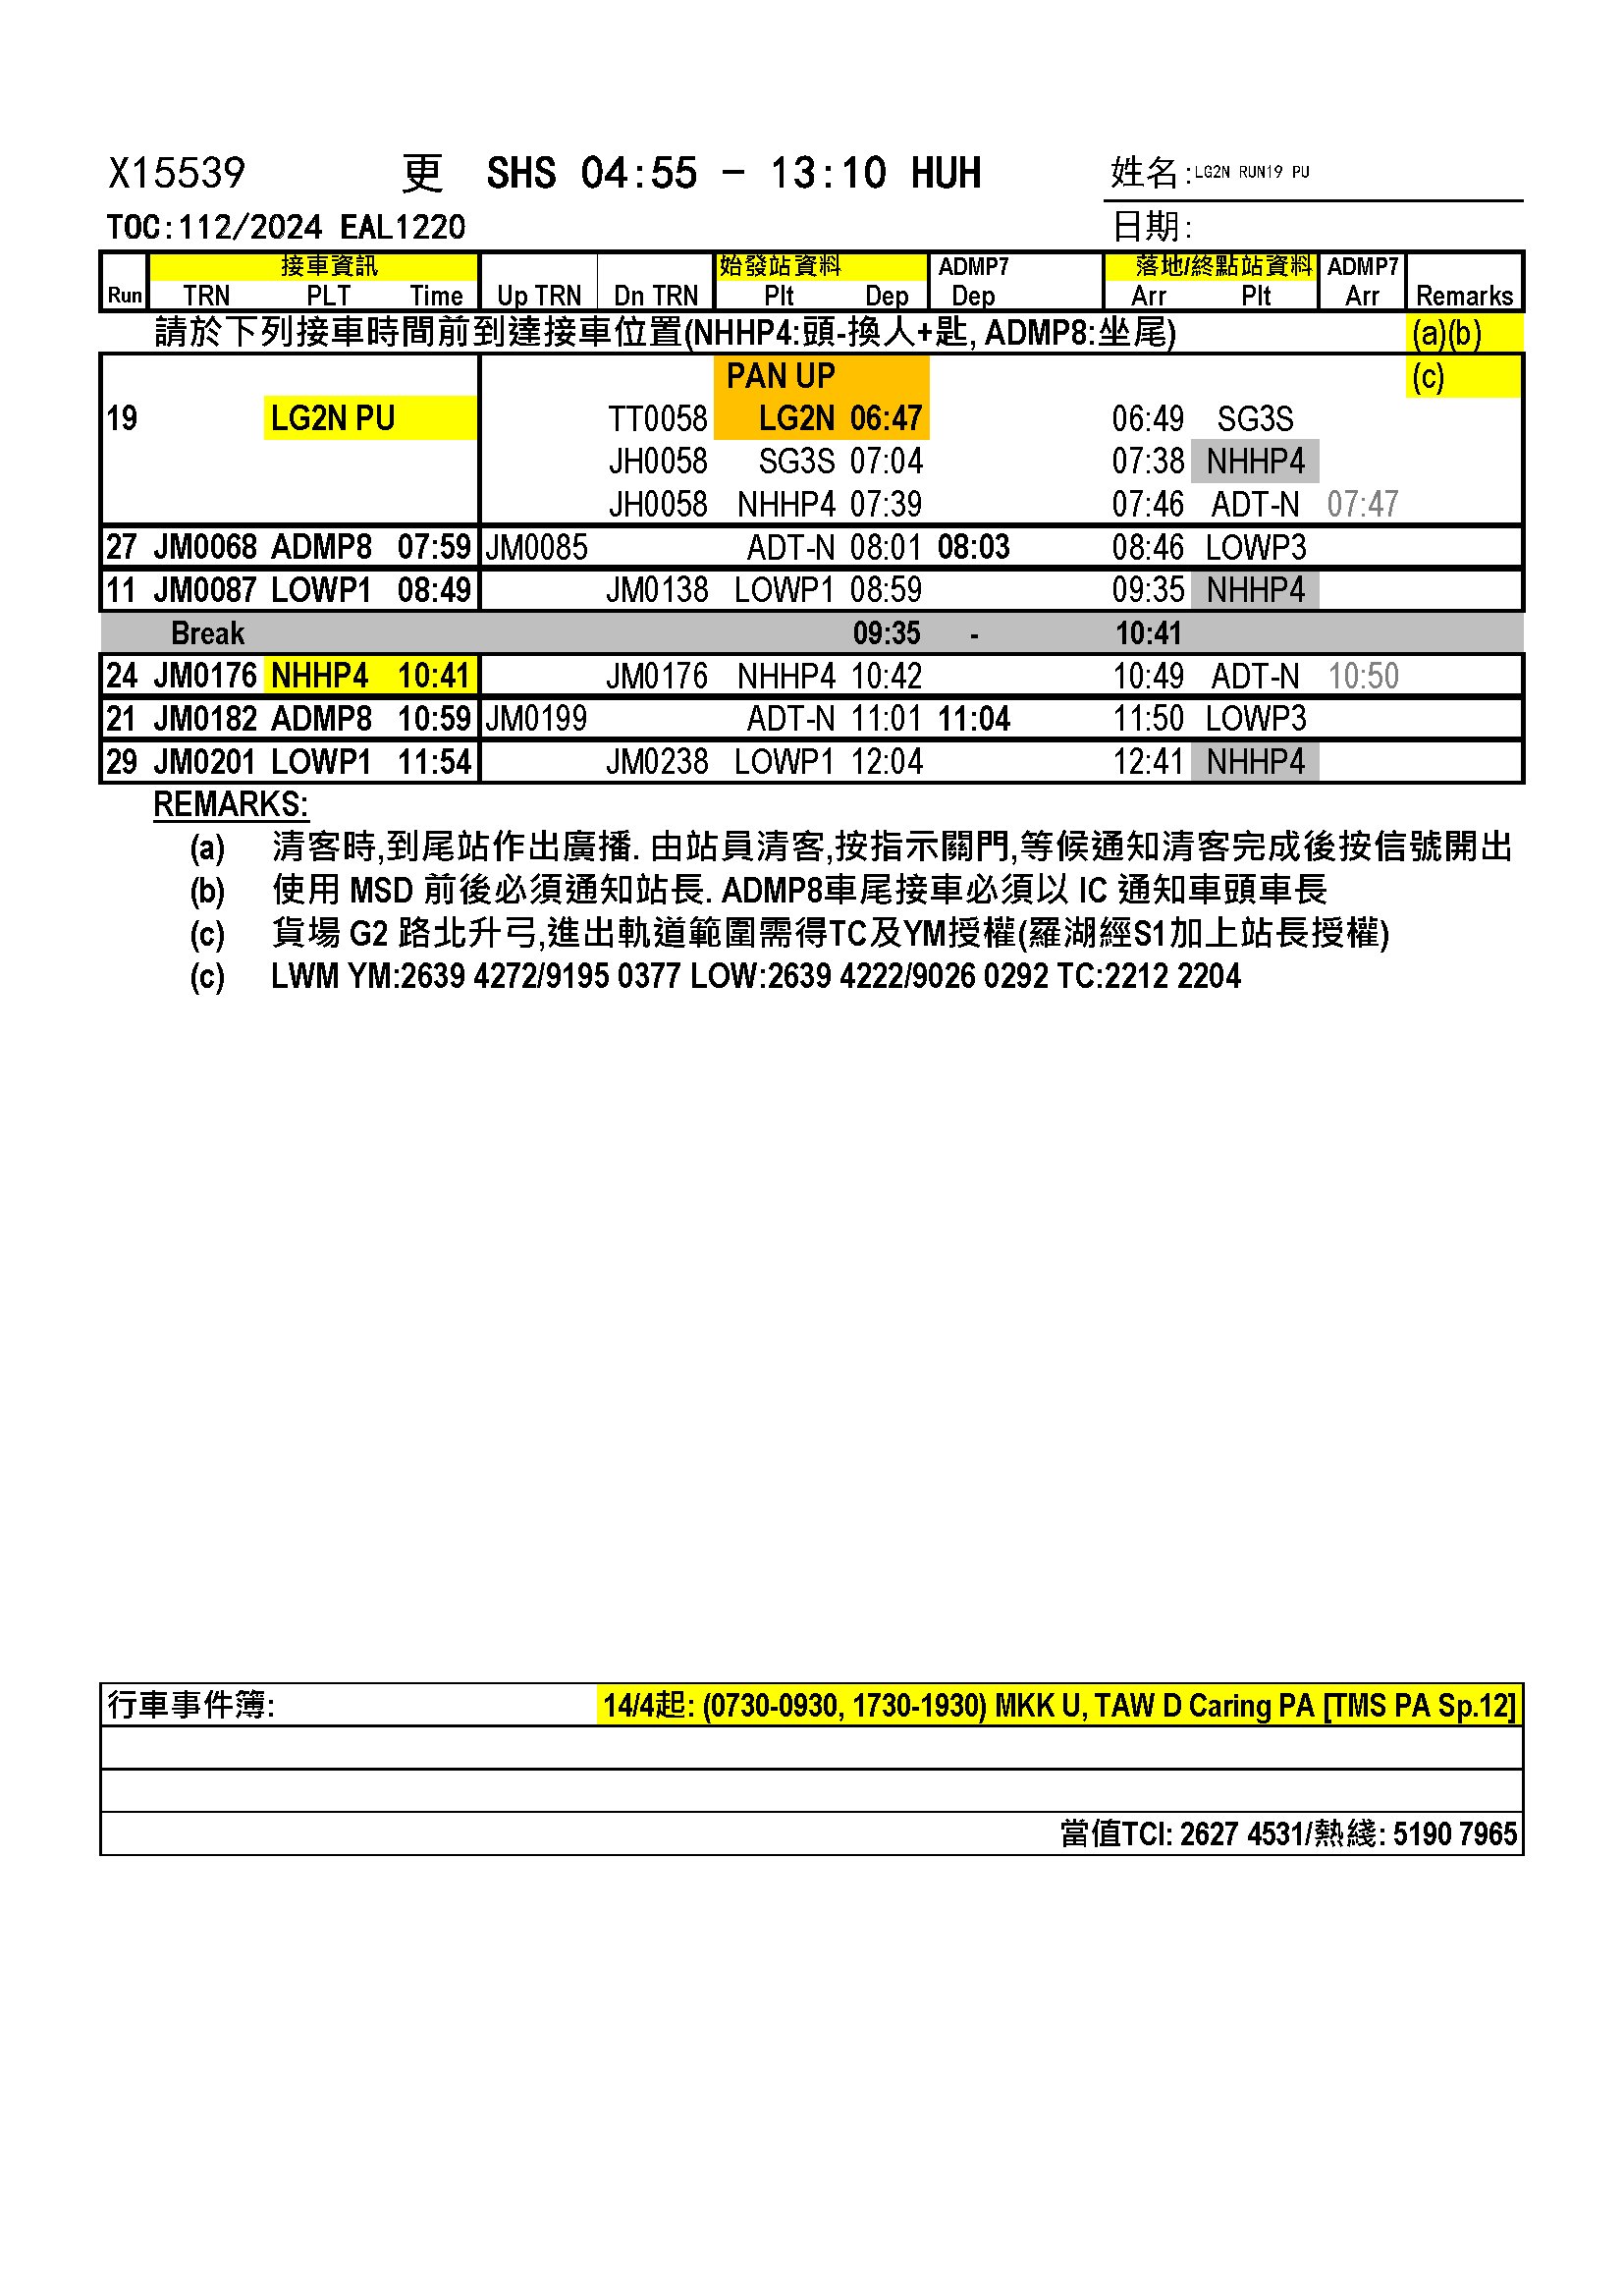 X15539 更 SHS 04:55 - 13:10 HUH 姓名:LG2N RUN19 PU
TOC:112/2024 EAL1220 日期:
接車資訊 始發站資料 ADMP7 落地/終點站資料 ADMP7
Run TRN PLT Time Up TRN Dn TRN Plt Dep Dep Arr Plt Arr Remarks
請於下列接車時間前到達接車位置(NHHP4:頭-換人+匙, ADMP8:坐尾) (a)(b)
PAN UP (c)
19 LG2N PU TT0058 LG2N 06:47 06:49 SG3S
JH0058 SG3S 07:04 07:38 NHHP4
JH0058 NHHP4 07:39 07:46 ADT-N 07:47
27 JM0068 ADMP8 07:59 JM0085 ADT-N 08:01 08:03 08:46 LOWP3
11 JM0087 LOWP1 08:49 JM0138 LOWP1 08:59 09:35 NHHP4
Break 09:35 - 10:41
24 JM0176 NHHP4 10:41 JM0176 NHHP4 10:42 10:49 ADT-N 10:50
21 JM0182 ADMP8 10:59 JM0199 ADT-N 11:01 11:04 11:50 LOWP3
29 JM0201 LOWP1 11:54 JM0238 LOWP1 12:04 12:41 NHHP4
REMARKS:
(a) 清客時,到尾站作出廣播. 由站員清客,按指示關門,等候通知清客完成後按信號開出
(b) 使用 MSD 前後必須通知站長. ADMP8車尾接車必須以 IC 通知車頭車長
(c) 貨場 G2 路北升弓,進出軌道範圍需得TC及YM授權(羅湖經S1加上站長授權)
(c) LWM YM:2639 4272/9195 0377 LOW:2639 4222/9026 0292 TC:2212 2204
行車事件簿: 14/4起: (0730-0930, 1730-1930) MKK U, TAW D Caring PA [TMS PA Sp.12]
當值TCI: 2627 4531/熱綫: 5190 7965